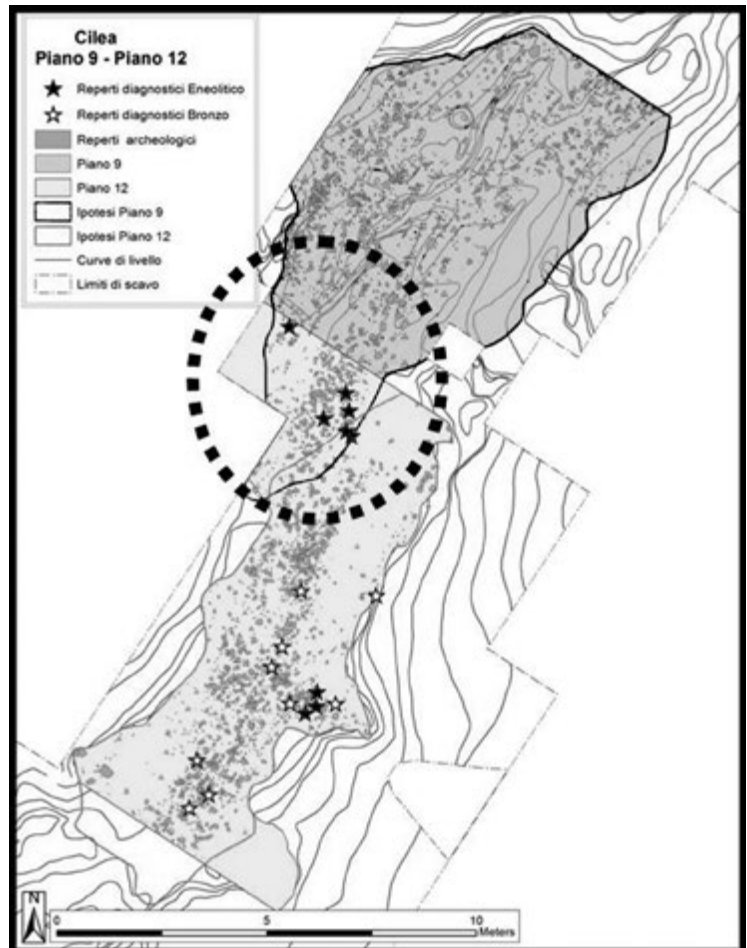 Cilea
Piano 9 - Piano 12
Reperti diagnostici Eneolitico
Reperti diagnostici Bronzo
Reperti archeologici
Piano 9
Piano 12
Ipotesi Piano 9
Ipotesi Piano 12
Curve di livello
Limiti di scavo
N
0 5 10
Meters